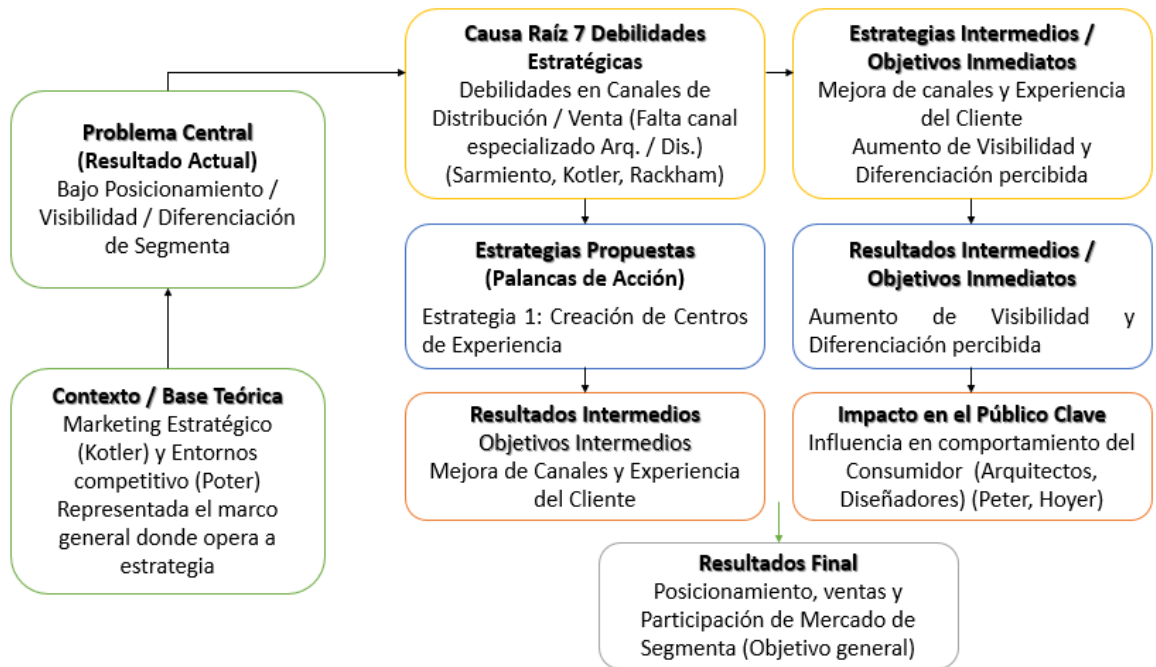 Problema Central
(Resultado Actual)
Bajo Posicionamiento /
Visibilidad / Diferenciación
de Segmenta
Contexto / Base Teórica
Marketing Estratégico
(Kotler) y Entornos
competitivo (Poter)
Representada el marco
general donde opera a
estrategia
Causa Raíz 7 Debilidades
Estratégicas
Debilidades en Canales de
Distribución / Venta (Falta canal
especializado Arq. / Dis.)
(Sarmiento, Kotler, Rackham)
Estrategias Intermedios /
Objetivos Inmediatos
Mejora de canales y Experiencia
del Cliente
Aumento de Visibilidad y
Diferenciación percibida
Estrategias Propuestas
(Palancas de Acción)
Estrategia 1: Creación de Centros
de Experiencia
Resultados Intermedios /
Objetivos Inmediatos
Aumento de Visibilidad y
Diferenciación percibida
Resultados Intermedios
Objetivos Intermedios
Mejora de Canales y Experiencia
del Cliente
Impacto en el Público Clave
Influencia en comportamiento del
Consumidor (Arquitectos,
Diseñadores) (Peter, Hoyer)
Resultados Final
Posicionamiento, ventas y
Participación de Mercado de
Segmenta (Objetivo general)